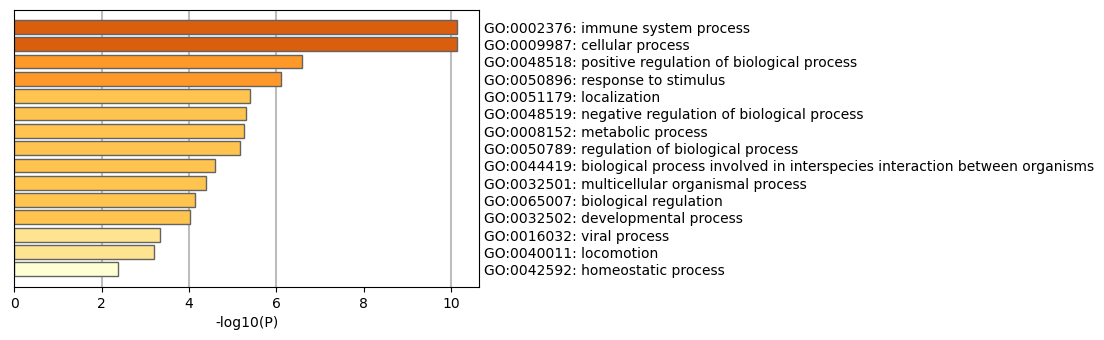 GO:0002376: immune system process
GO:0009987: cellular process
GO:0048518: positive regulation of biological process
GO:0050896: response to stimulus
GO:0051179: localization
GO:0048519: negative regulation of biological process
GO:0008152: metabolic process
GO:0050789: regulation of biological process
GO:0044419: biological process involved in interspecies interaction between organisms
GO:0032501: multicellular organismal process
GO:0065007: biological regulation
GO:0032502: developmental process
GO:0016032: viral process
GO:0040011: locomotion
GO:0042592: homeostatic process
0 2 4 6 8 10
-log10(P)